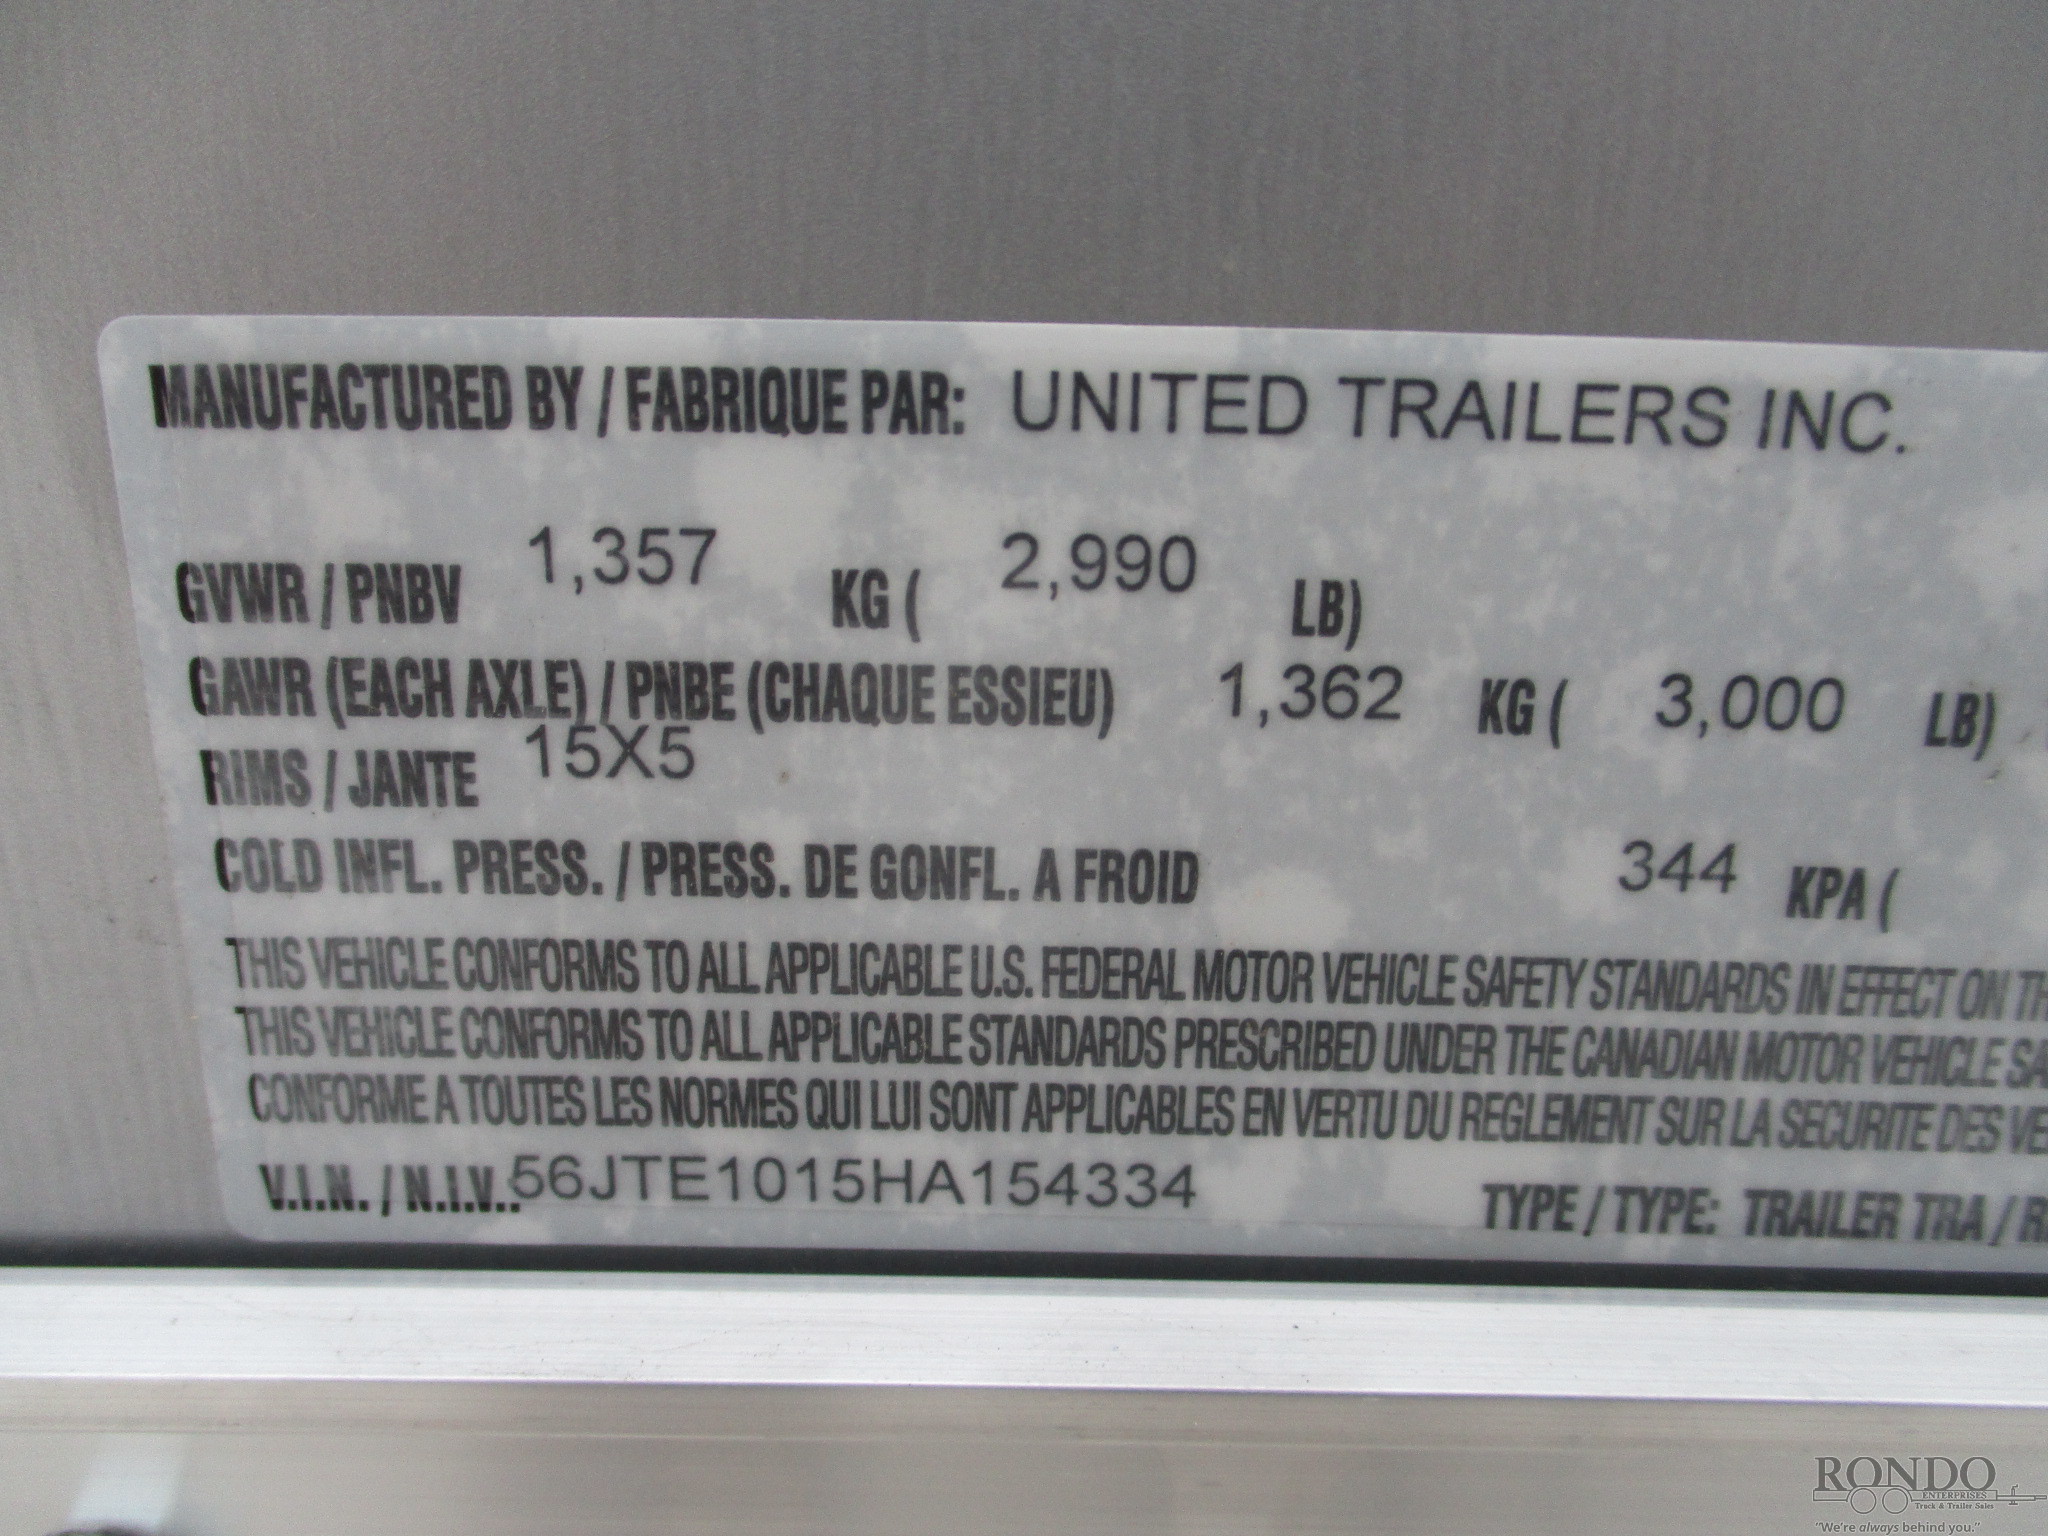 MANUFACTURED BY / FABRIQUE PAR: UNITED TRAILERS INC.
GVWR / PNBV 1,357 KG ( 2,990 LB)
GAWR (EACH AXLE) / PNBE (CHAQUE ESSIEU) 1,362 KG ( 3,000 LB)
RIMS / JANTE 15X5
COLD INFL. PRESS. / PRESS. DE GONFL. A FROID 344 KPA (
THIS VEHICLE CONFORMS TO ALL APPLICABLE U.S. FEDERAL MOTOR VEHICLE SAFETY STANDARDS IN EFFECT ON
THIS VEHICLE CONFORMS TO ALL APPLICABLE STANDARDS PRESCRIBED UNDER THE CANADIAN MOTOR VEHICLE
CONFORME A TOUTES LES NORMES QUI LUI SONT APPLICABLES EN VERTU DU REGLEMENT SUR LA SECURITE DES
V.I.N. / N.I.V.: 56JTE1015HA154334 TYPE / TYPE: TRAILER TRA /
RONDO
ENTERPRISES
Truck & Trailer Sales
"We're always behind you."